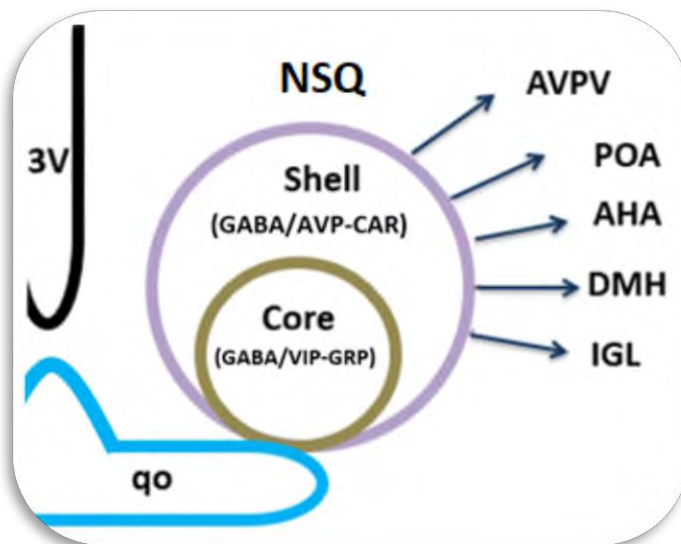 NSQ
3V
Shell
(GABA/AVP-CAR)
Core
(GABA/VIP-GRP)
qo
AVPV
POA
AHA
DMH
IGL